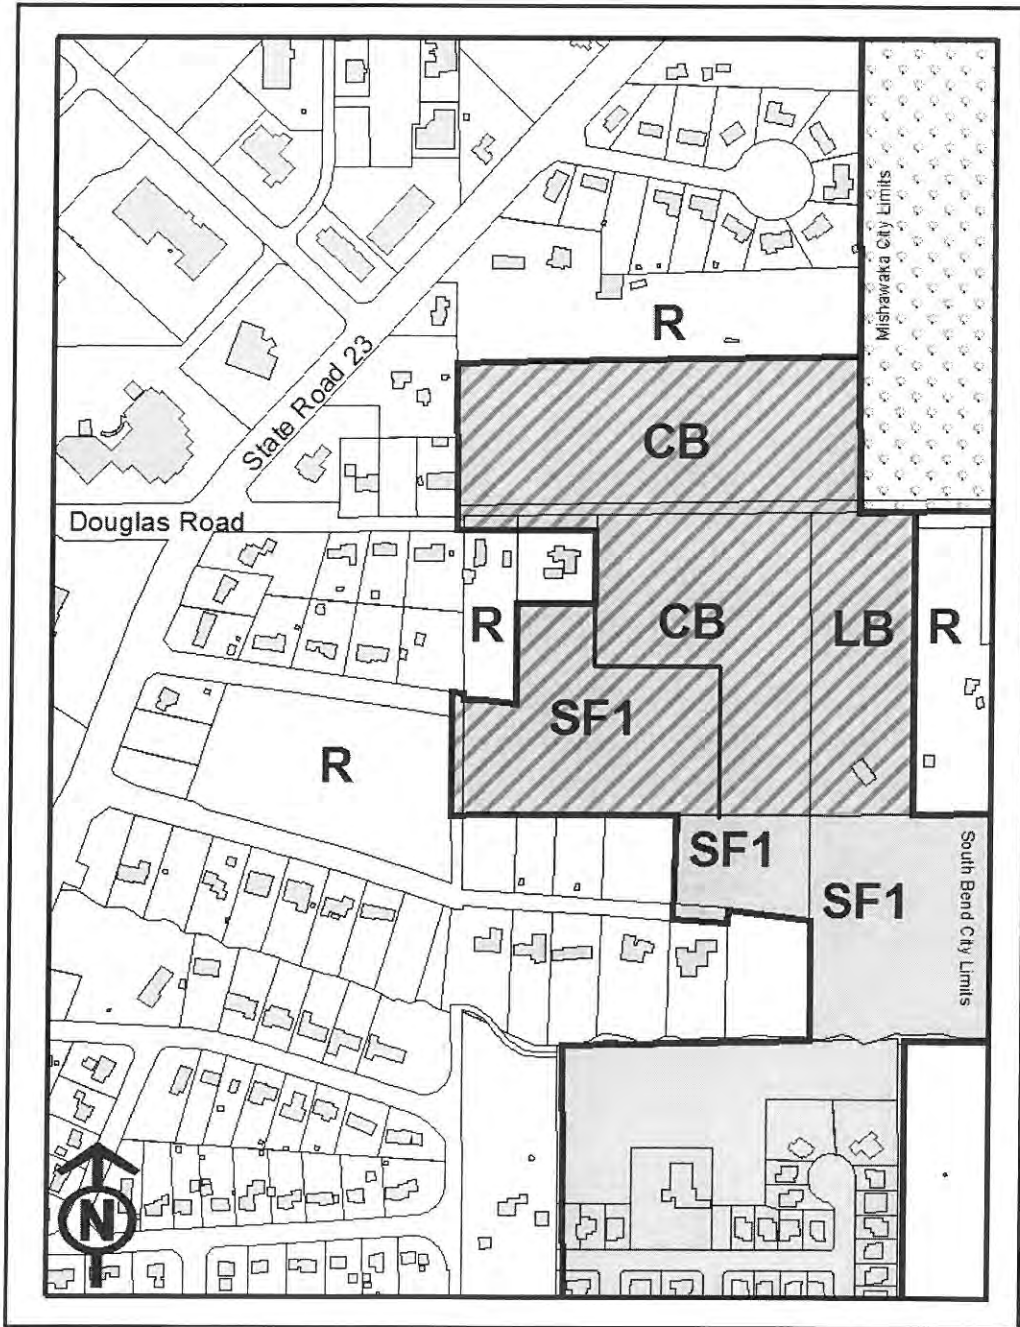 Mishawaka City Limits
R
State Road 23
CB
Douglas Road
R
CB
LB
R
SF1
R
SF1
SF1
South Bend City Limits
N